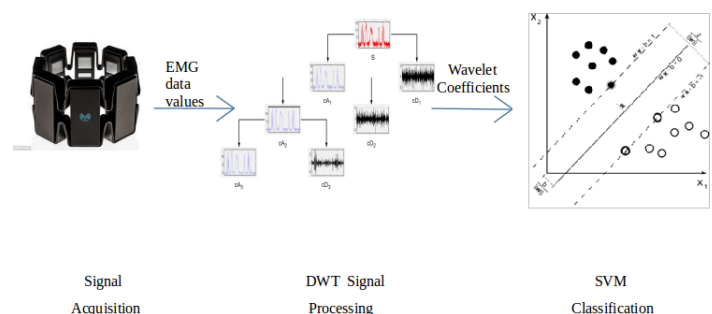 EMG
data
values
S
cA₁
cD₁
cA₂
cD₂
cA₃
cD₃
Wavelet
Coefficients
X₂
X₁
Signal
Acquisition
DWT Signal
Processing
SVM
Classification